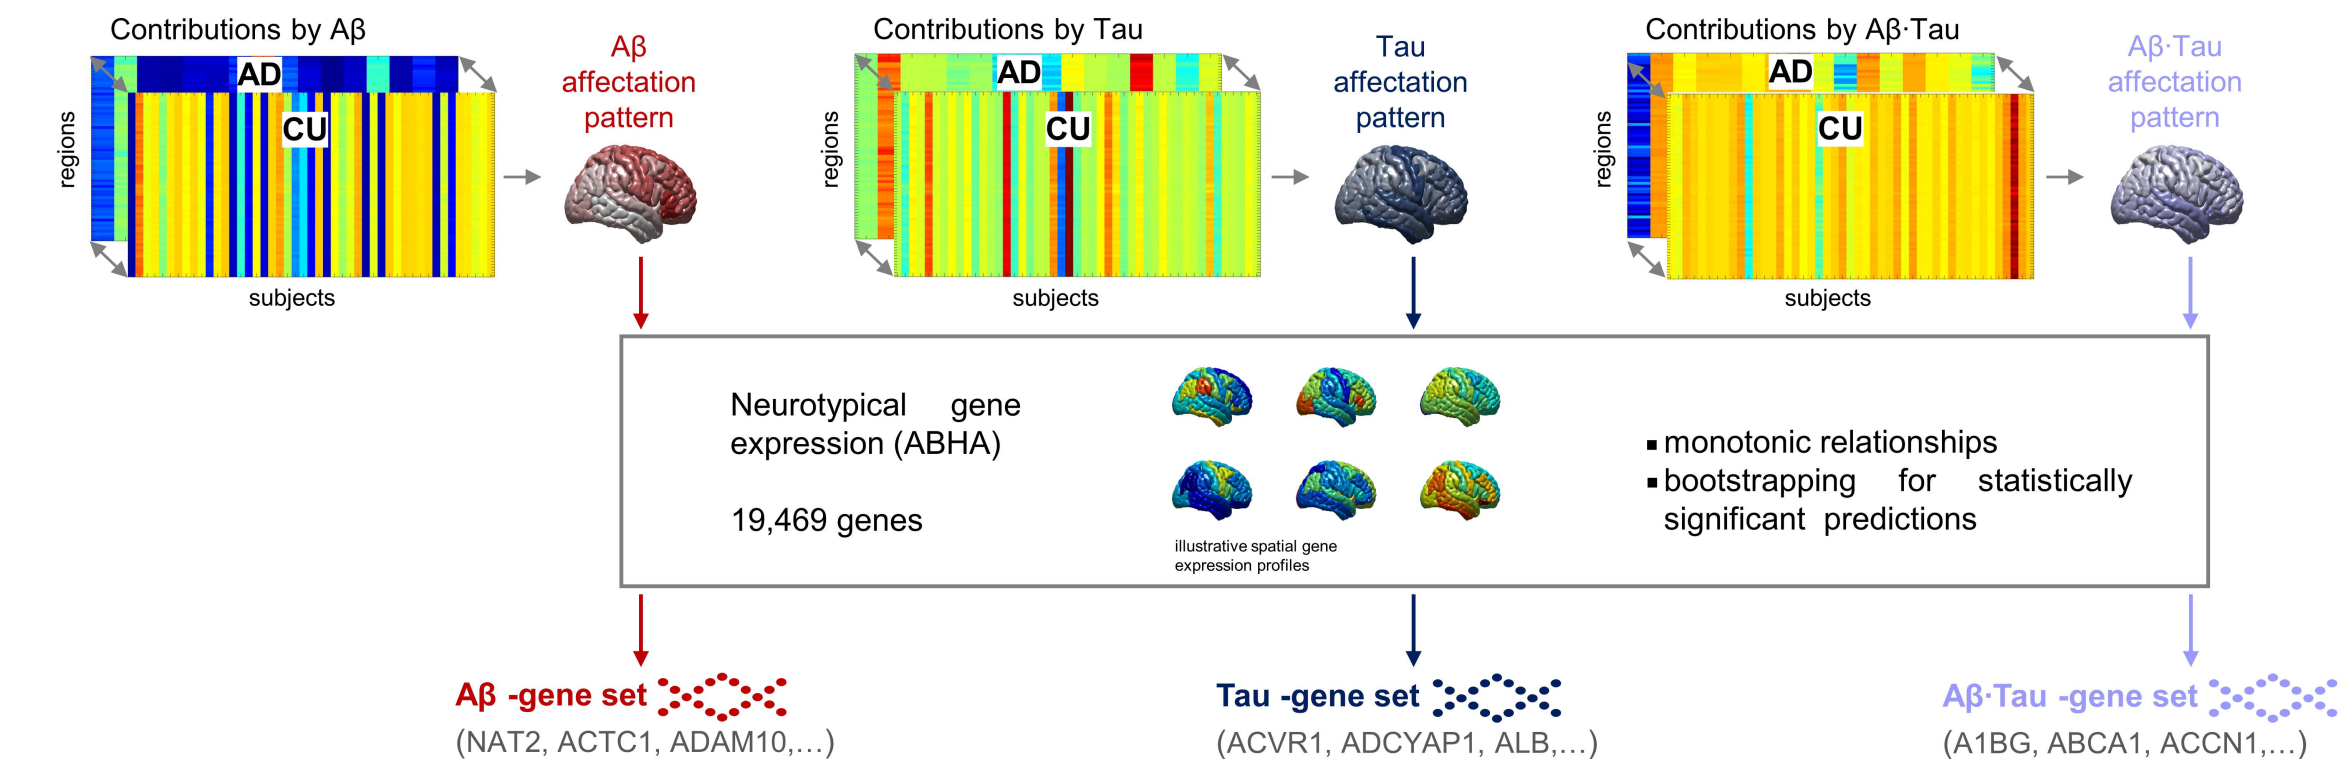 Contributions by Aβ
Contributions by Tau
Contributions by Aβ·Tau
AD
CU
regions
subjects
Aβ
affectation
pattern
AD
CU
regions
subjects
Tau
affectation
pattern
AD
CU
regions
subjects
Aβ·Tau
affectation
pattern
Neurotypical gene
expression (ABHA)
19,469 genes
illustrative spatial gene
expression profiles
▪ monotonic relationships
▪ bootstrapping for statistically
significant predictions
Aβ -gene set
(NAT2, ACTC1, ADAM10,…)
Tau -gene set
(ACVR1, ADCYAP1, ALB,…)
Aβ·Tau -gene set
(A1BG, ABCA1, ACCN1,…)